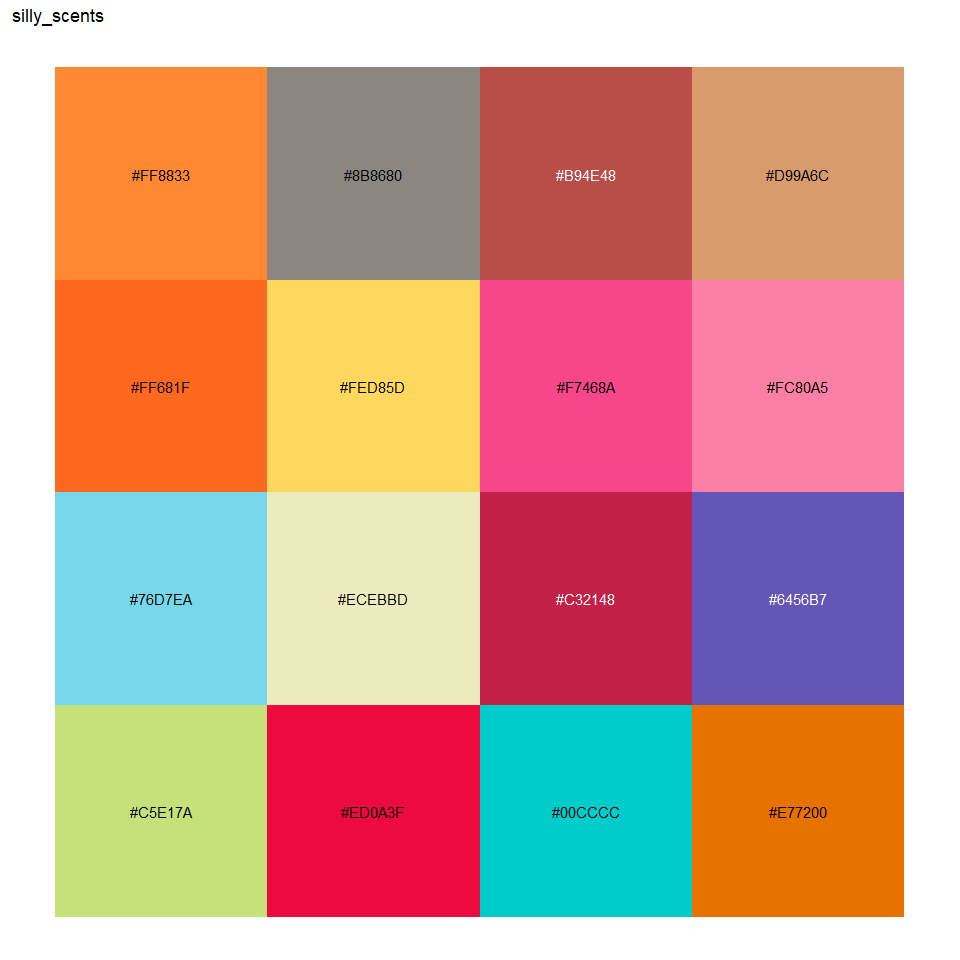 silly_scents
#FF8833 #8B8680 #B94E48 #D99A6C
#FF681F #FED85D #F7468A #FC80A5
#76D7EA #ECEBBD #C32148 #6456B7
#C5E17A #ED0A3F #00CCCC #E77200